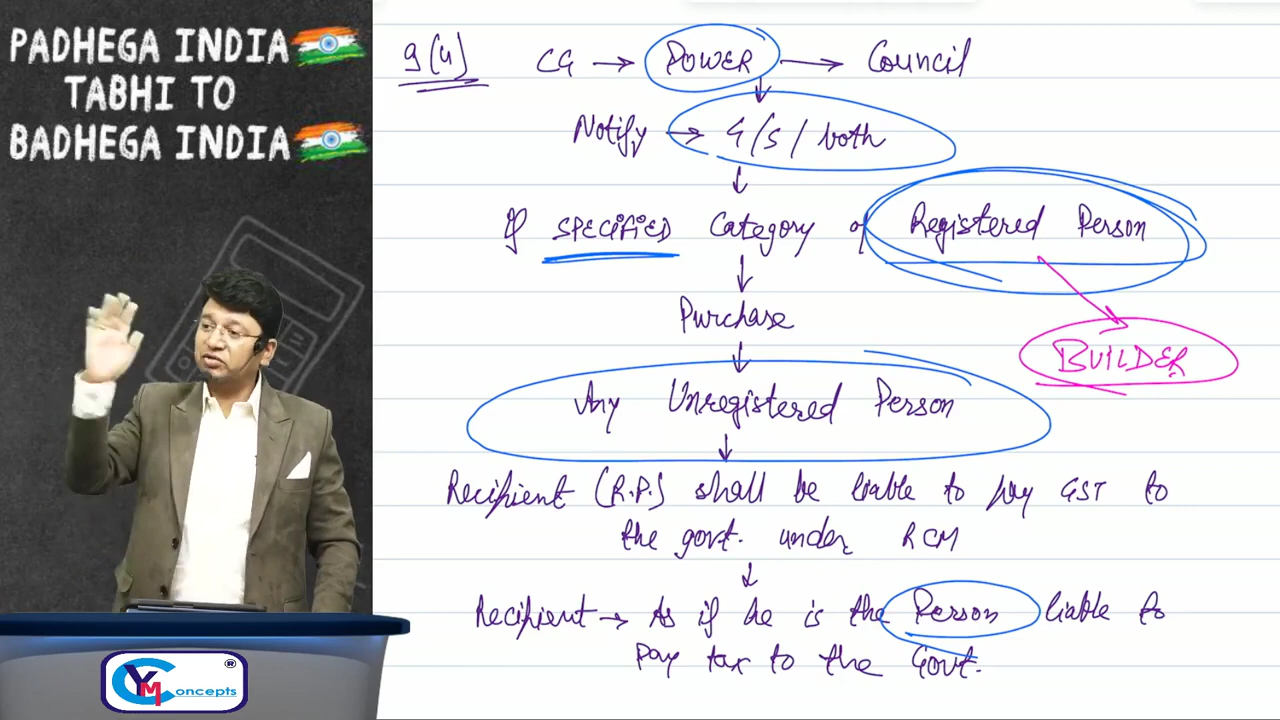 PADHEGA INDIA
TABHI TO
BADHEGA INDIA
9(4) CG → POWER → Council
Notify → G/S/both
If SPECIFIED Category of Registered Person
Purchase
BUILDER
Any Unregistered Person
Recipient (R.P.) shall be liable to pay GST to
the govt. under RCM
Recipient → As if he is the Person liable to
Pay tax to the Govt.
YM Concepts ®